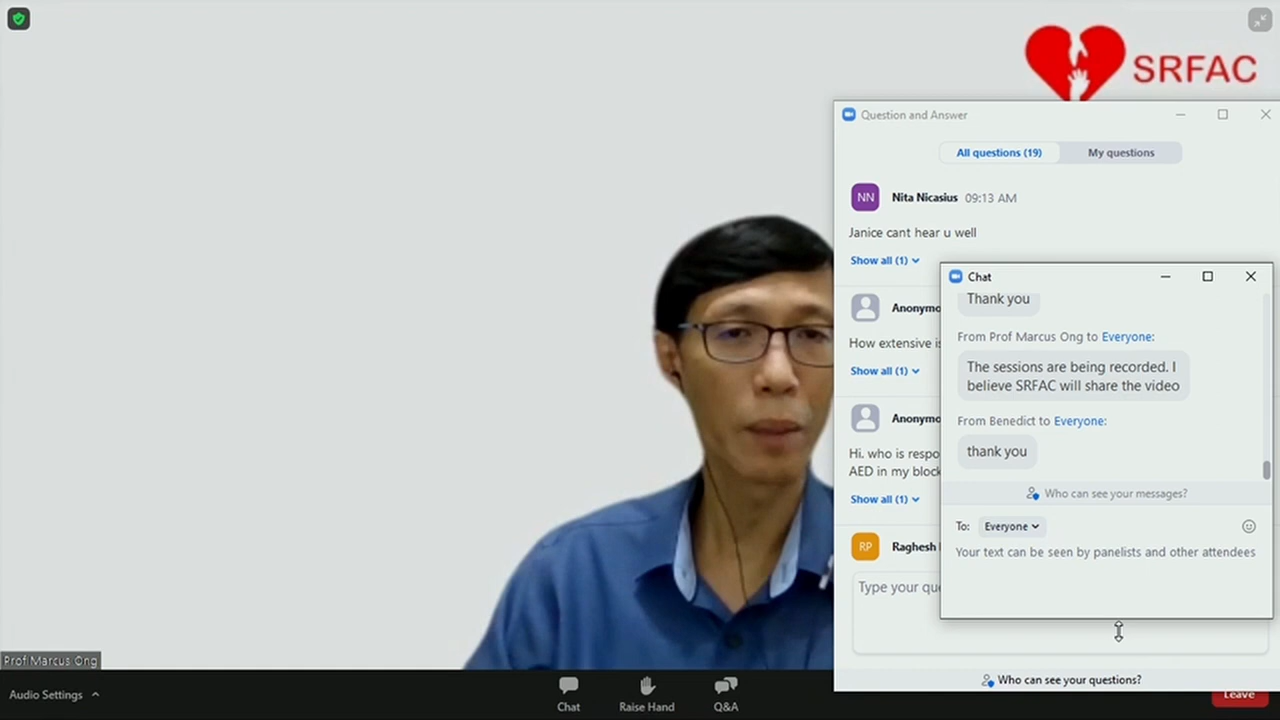 SRFAC
Question and Answer
All questions (19)
My questions
NN
Nita Nicasius 09:13 AM
Janice cant hear u well
Show all (1)
Anonymo
How extensive is
Show all (1)
Anonymo
Hi. who is respo
AED in my block
Show all (1)
RP
Raghesh
Type your que
Who can see your questions?
Chat
Thank you
From Prof Marcus Ong to Everyone:
The sessions are being recorded. I
believe SRFAC will share the video
From Benedict to Everyone:
thank you
Who can see your messages?
To: Everyone
Your text can be seen by panelists and other attendees
Prof Marcus Ong
Audio Settings
Chat
Raise Hand
Q&A
Leave